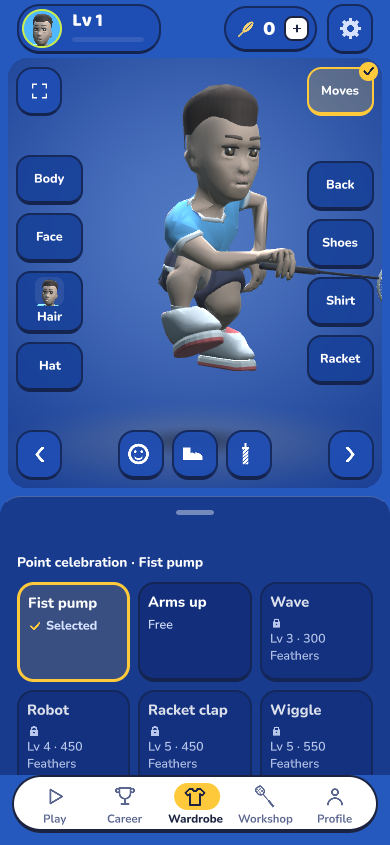 Lv 1
0
+
Moves
Body
Back
Face
Shoes
Hair
Shirt
Hat
Racket
Point celebration · Fist pump
Fist pump
Selected
Arms up
Free
Wave
Lv 3 · 300
Feathers
Robot
Lv 4 · 450
Feathers
Racket clap
Lv 5 · 450
Feathers
Wiggle
Lv 5 · 550
Feathers
Play
Career
Wardrobe
Workshop
Profile